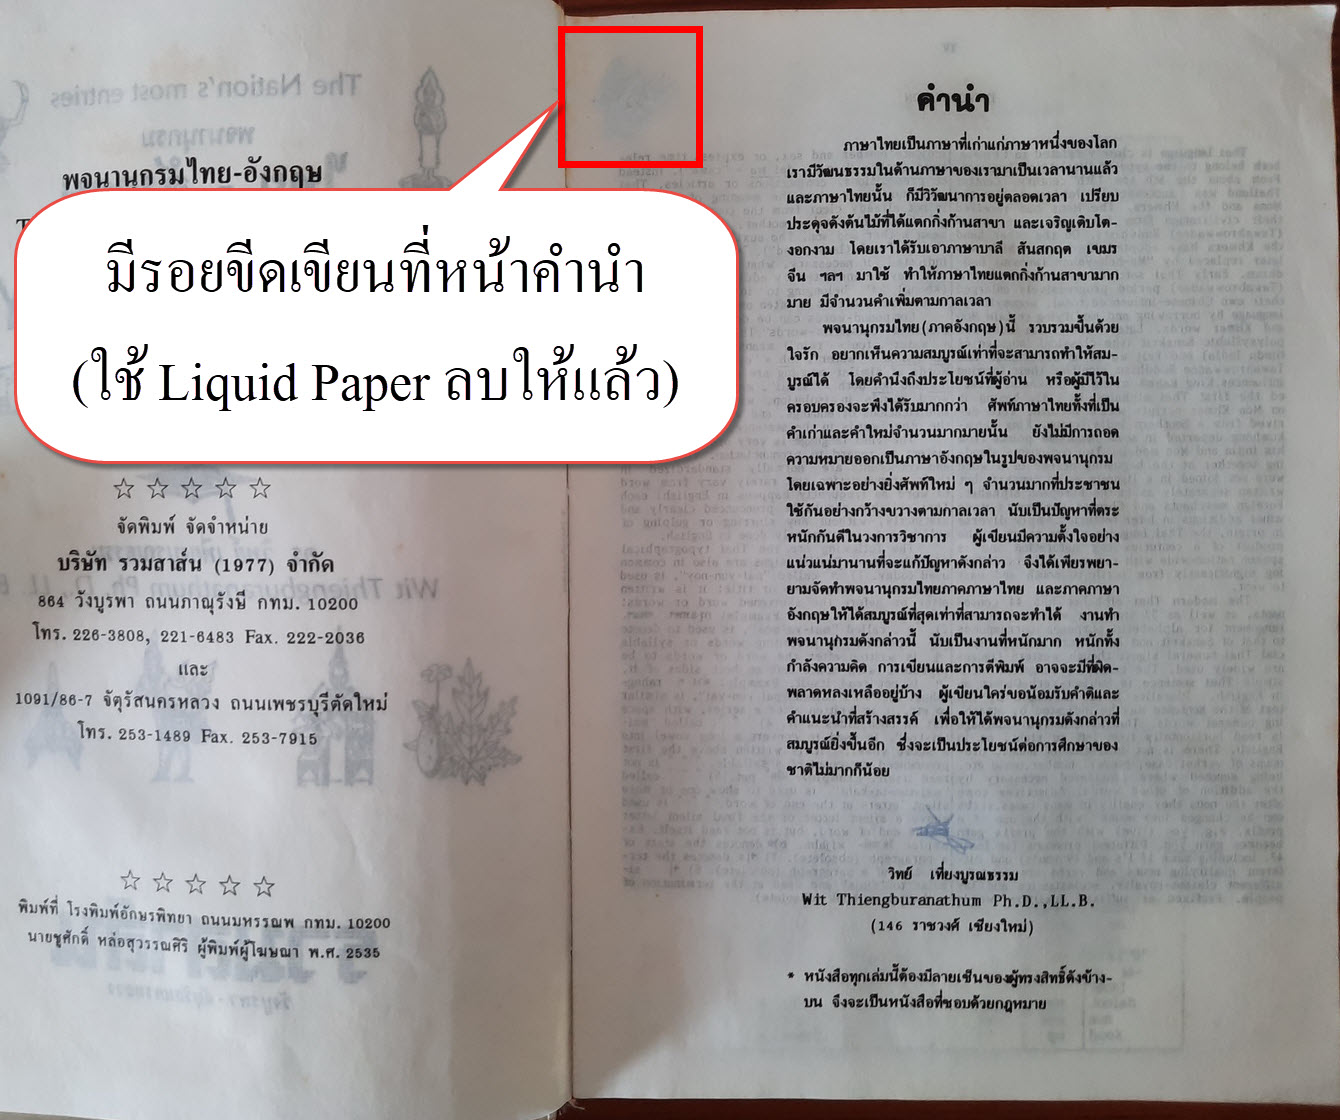 พจนานุกรมไทย-อังกฤษ
มีรอยขีดเขียนที่หน้าคำนำ
(ใช้ Liquid Paper ลบให้แล้ว)
☆ ☆ ☆ ☆ ☆
จัดพิมพ์ จัดจำหน่าย
บริษัท รวมสาส์น (1977) จำกัด
864 วังบูรพา ถนนภาณุรังษี กทม. 10200
โทร. 226-3808, 221-6483 Fax. 222-2036
และ
1091/86-7 จัตุรัสนครหลวง ถนนเพชรบุรีตัดใหม่
โทร. 253-1489 Fax. 253-7915
☆ ☆ ☆ ☆ ☆
พิมพ์ที่ โรงพิมพ์อักษรพิทยา ถนนมหรรณพ กทม. 10200
นายชูศักดิ์ หล่อสุวรรณศิริ ผู้พิมพ์ผู้โฆษณา พ.ศ. 2535
คำนำ
ภาษาไทยเป็นภาษาที่เก่าแก่ภาษาหนึ่งของโลก
เรามีวัฒนธรรมในด้านภาษาของเรามาเป็นเวลานานแล้ว
และภาษาไทยนั้น ก็มีวิวัฒนาการอยู่ตลอดเวลา เปรียบ
ประดุจดังต้นไม้ที่ได้แตกกิ่งก้านสาขา และเจริญเติบโต-
งอกงาม โดยเราได้รับเอาภาษาบาลี สันสกฤต เขมร
จีน ฯลฯ มาใช้ ทำให้ภาษาไทยแตกกิ่งก้านสาขามาก
มาย มีจำนวนคำเพิ่มตามกาลเวลา
พจนานุกรมไทย(ภาคอังกฤษ)นี้ รวบรวมขึ้นด้วย
ใจรัก อยากเห็นความสมบูรณ์เท่าที่จะสามารถทำให้สม-
บูรณ์ได้ โดยคำนึงถึงประโยชน์ที่ผู้อ่าน หรือผู้มีไว้ใน
ครอบครองจะพึงได้รับมากกว่า ศัพท์ภาษาไทยทั้งที่เป็น
คำเก่าและคำใหม่จำนวนมากมายนั้น ยังไม่มีการถอด
ความหมายออกเป็นภาษาอังกฤษในรูปของพจนานุกรม
โดยเฉพาะอย่างยิ่งศัพท์ใหม่ ๆ จำนวนมากที่ประชาชน
ใช้กันอย่างกว้างขวางตามกาลเวลา นับเป็นปัญหาที่ตระ
หนักกันดีในวงการวิชาการ ผู้เขียนมีความตั้งใจอย่าง
แน่วแน่มานานที่จะแก้ปัญหาดังกล่าว จึงได้เพียรพยา-
ยามจัดทำพจนานุกรมไทยภาคภาษาไทย และภาคภาษา
อังกฤษให้ได้สมบูรณ์ที่สุดเท่าที่สามารถจะทำได้ งานทำ
พจนานุกรมดังกล่าวนี้ นับเป็นงานที่หนักมาก หนักทั้ง
กำลังความคิด การเขียนและการตีพิมพ์ อาจจะมีที่ผิด-
พลาดหลงเหลืออยู่บ้าง ผู้เขียนใคร่ขอน้อมรับคำติและ
คำแนะนำที่สร้างสรรค์ เพื่อให้ได้พจนานุกรมดังกล่าวที่
สมบูรณ์ยิ่งขึ้นอีก ซึ่งจะเป็นประโยชน์ต่อการศึกษาของ
ชาติไม่มากก็น้อย
วิทย์ เที่ยงบูรณธรรม
Wit Thiengburanathum Ph.D.,LL.B.
(146 ราชวงศ์ เชียงใหม่)
* หนังสือทุกเล่มนี้ต้องมีลายเซ็นของผู้ทรงสิทธิ์ดังข้าง-
บน จึงจะเป็นหนังสือที่ชอบด้วยกฎหมาย